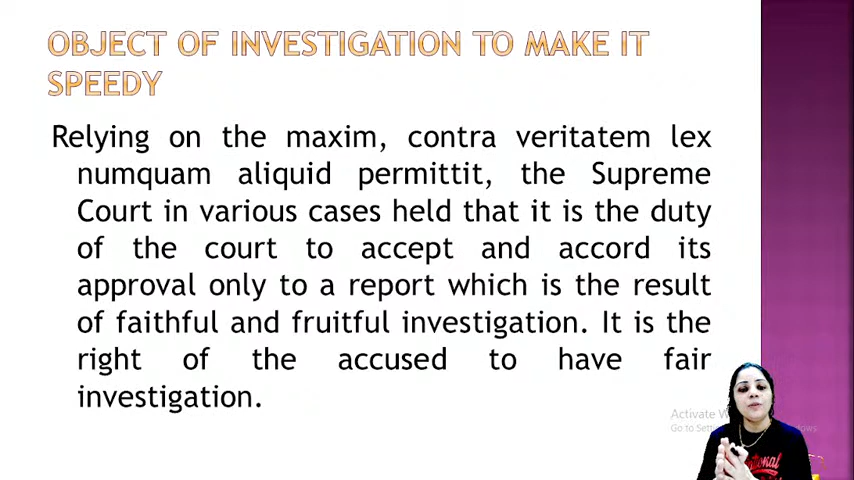 OBJECT OF INVESTIGATION TO MAKE IT
SPEEDY
Relying on the maxim, contra veritatem lex
numquam aliquid permittit, the Supreme
Court in various cases held that it is the duty
of the court to accept and accord its
approval only to a report which is the result
of faithful and fruitful investigation. It is the
right of the accused to have fair
investigation.
Activate
Go to